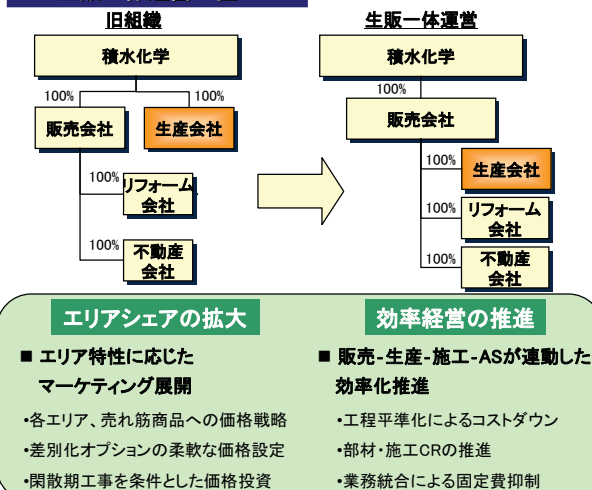 旧組織
生販一体運営
積水化学
100%
100%
販売会社
生産会社
100%
リフォーム
会社
100%
不動産
会社
積水化学
100%
販売会社
100%
生産会社
100%
リフォーム
会社
100%
不動産
会社
エリアシェアの拡大
■ エリア特性に応じた
マーケティング展開
・各エリア、売れ筋商品への価格戦略
・差別化オプションの柔軟な価格設定
・閑散期工事を条件とした価格投資
効率経営の推進
■ 販売-生産-施工-ASが連動した
効率化推進
・工程平準化によるコストダウン
・部材・施工CRの推進
・業務統合による固定費抑制